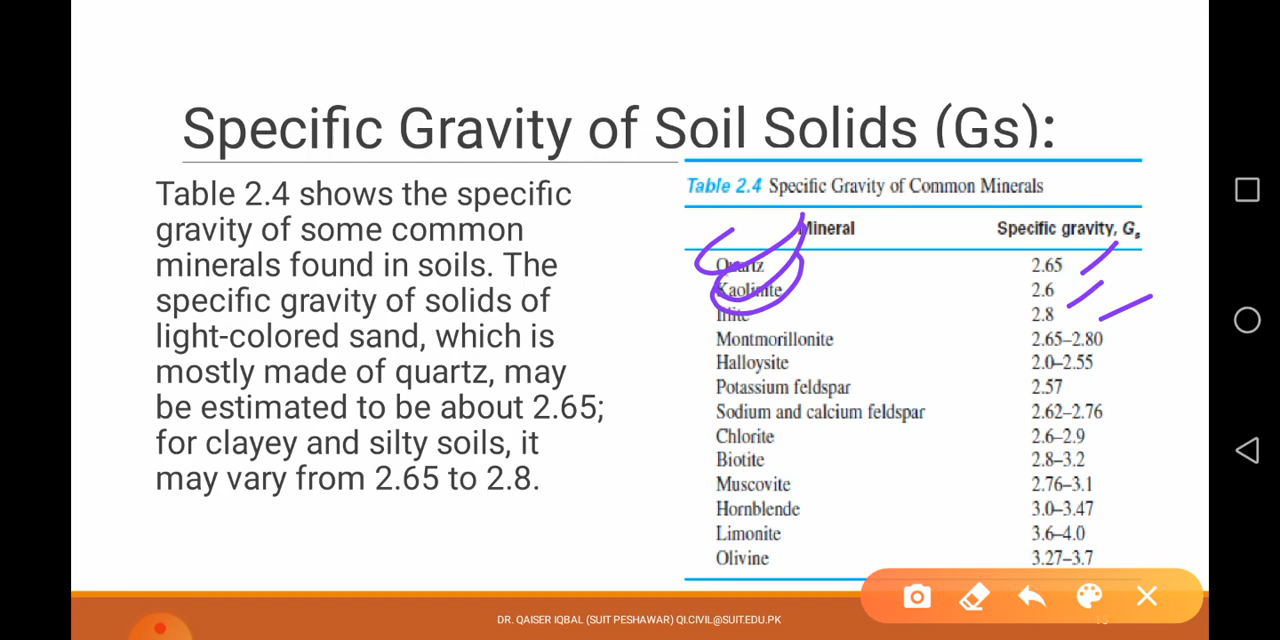 Specific Gravity of Soil Solids (Gs):
Table 2.4 shows the specific
gravity of some common
minerals found in soils. The
specific gravity of solids of
light-colored sand, which is
mostly made of quartz, may
be estimated to be about 2.65;
for clayey and silty soils, it
may vary from 2.65 to 2.8.
Table 2.4 Specific Gravity of Common Minerals
Mineral Specific gravity, Gs
Quartz 2.65
Kaolinite 2.6
Illite 2.8
Montmorillonite 2.65–2.80
Halloysite 2.0–2.55
Potassium feldspar 2.57
Sodium and calcium feldspar 2.62–2.76
Chlorite 2.6–2.9
Biotite 2.8–3.2
Muscovite 2.76–3.1
Hornblende 3.0–3.47
Limonite 3.6–4.0
Olivine 3.27–3.7
DR. QAISER IQBAL (SUIT PESHAWAR) QI.CIVIL@SUIT.EDU.PK